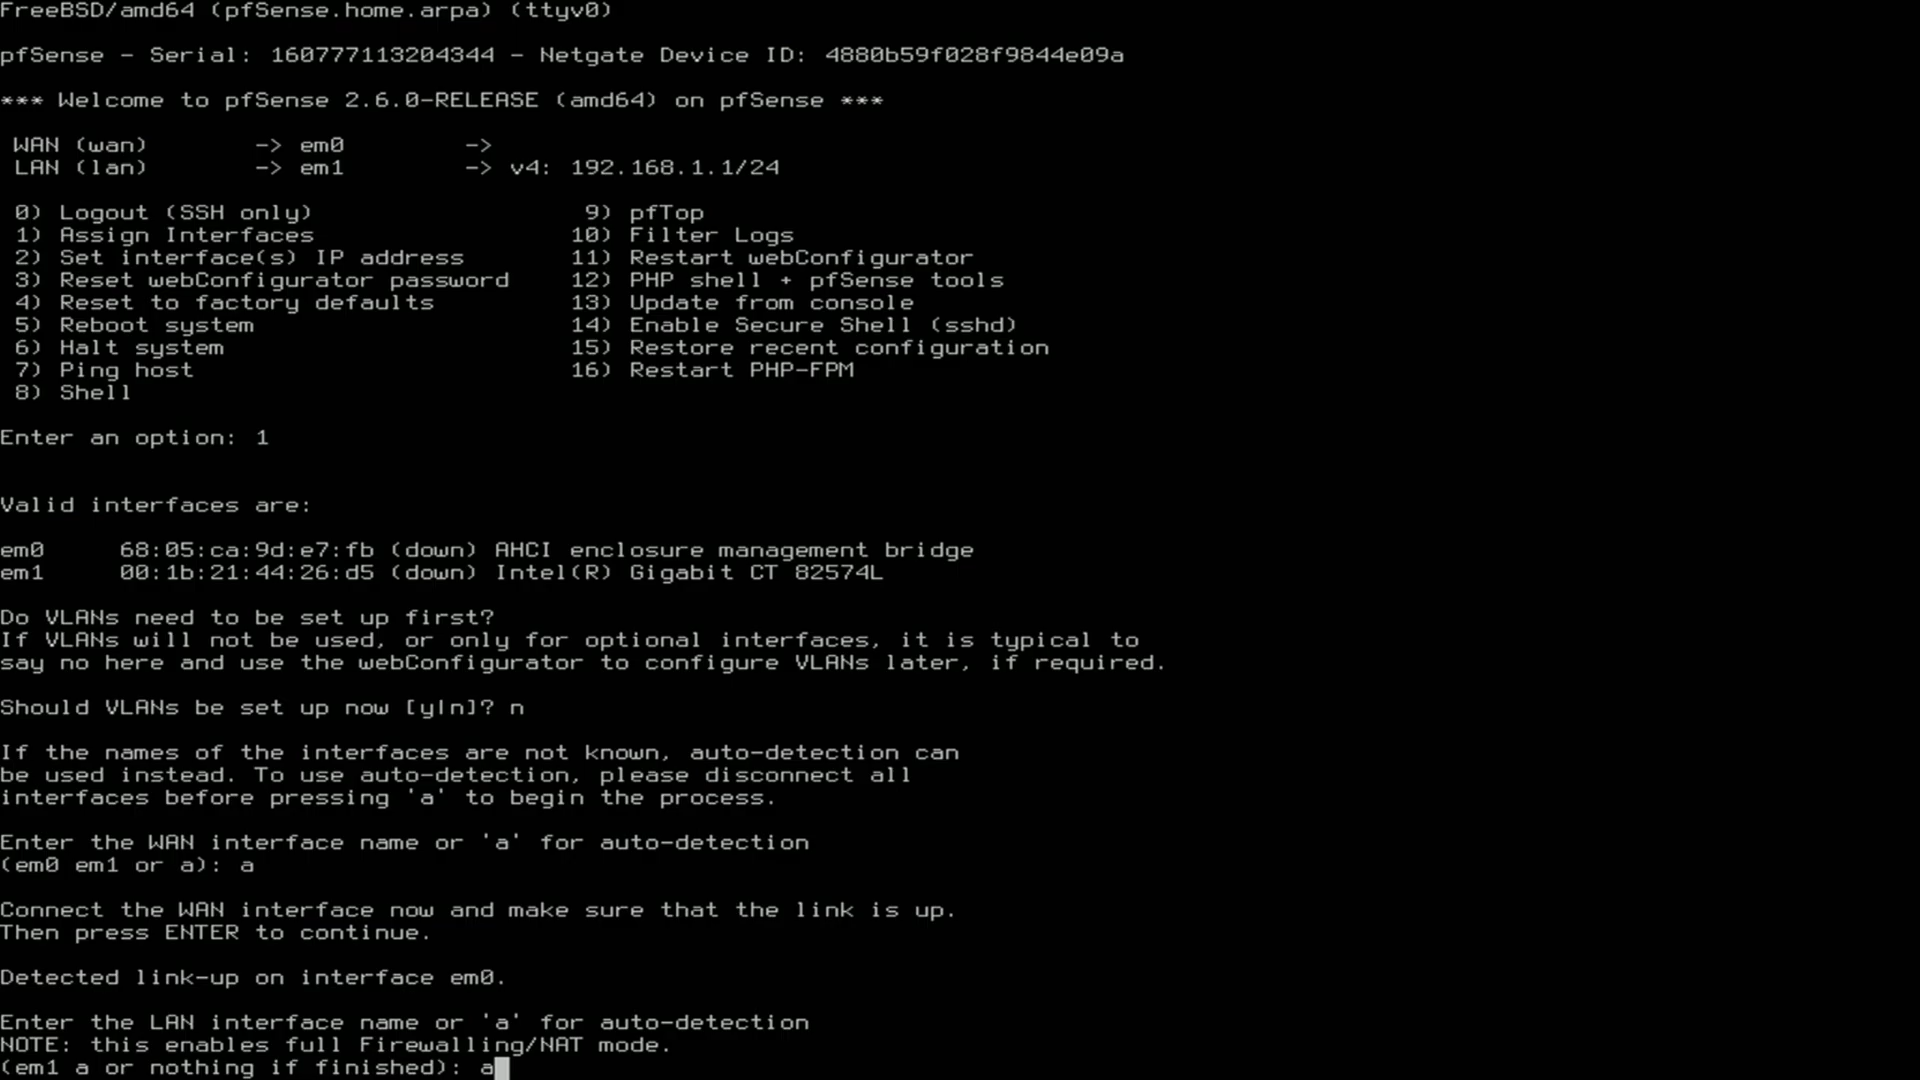 FreeBSD/amd64 (pfSense.home.arpa) (ttyv0)
pfSense - Serial: 160777113204344 - Netgate Device ID: 4880b59f028f9844e09a
*** Welcome to pfSense 2.6.0-RELEASE (amd64) on pfSense ***
WAN (wan) -> em0 ->
LAN (lan) -> em1 -> v4: 192.168.1.1/24
0) Logout (SSH only) 9) pfTop
1) Assign Interfaces 10) Filter Logs
2) Set interface(s) IP address 11) Restart webConfigurator
3) Reset webConfigurator password 12) PHP shell + pfSense tools
4) Reset to factory defaults 13) Update from console
5) Reboot system 14) Enable Secure Shell (sshd)
6) Halt system 15) Restore recent configuration
7) Ping host 16) Restart PHP-FPM
8) Shell
Enter an option: 1
Valid interfaces are:
em0 68:05:ca:9d:e7:fb (down) AHCI enclosure management bridge
em1 00:1b:21:44:26:d5 (down) Intel(R) Gigabit CT 82574L
Do VLANs need to be set up first?
If VLANs will not be used, or only for optional interfaces, it is typical to
say no here and use the webConfigurator to configure VLANs later, if required.
Should VLANs be set up now [y|n]? n
If the names of the interfaces are not known, auto-detection can
be used instead. To use auto-detection, please disconnect all
interfaces before pressing 'a' to begin the process.
Enter the WAN interface name or 'a' for auto-detection
(em0 em1 or a): a
Connect the WAN interface now and make sure that the link is up.
Then press ENTER to continue.
Detected link-up on interface em0.
Enter the LAN interface name or 'a' for auto-detection
NOTE: this enables full Firewalling/NAT mode.
(em1 a or nothing if finished): a